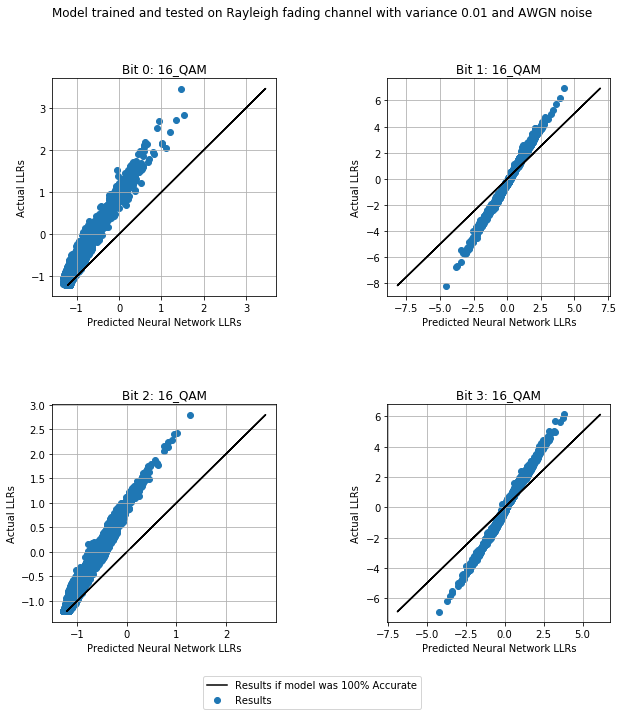 LLR model trained and tested on Rayleigh fading channel with variance 0.01 and AWGN noise
Bit 0: 16_QAM
Actual LLRs
3
2
1
0
−1
−1 0 1 2 3
Predicted Neural Network LLRs
Bit 1: 16_QAM
Actual LLRs
6
4
2
0
−2
−4
−6
−8
−7.5 −5.0 −2.5 0.0 2.5 5.0 7.5
Predicted Neural Network LLRs
Bit 2: 16_QAM
Actual LLRs
3.0
2.5
2.0
1.5
1.0
0.5
0.0
−0.5
−1.0
−1 0 1 2
Predicted Neural Network LLRs
Bit 3: 16_QAM
Actual LLRs
6
4
2
0
−2
−4
−6
−7.5 −5.0 −2.5 0.0 2.5 5.0
Predicted Neural Network LLRs
Results if model was 100% Accurate
Results